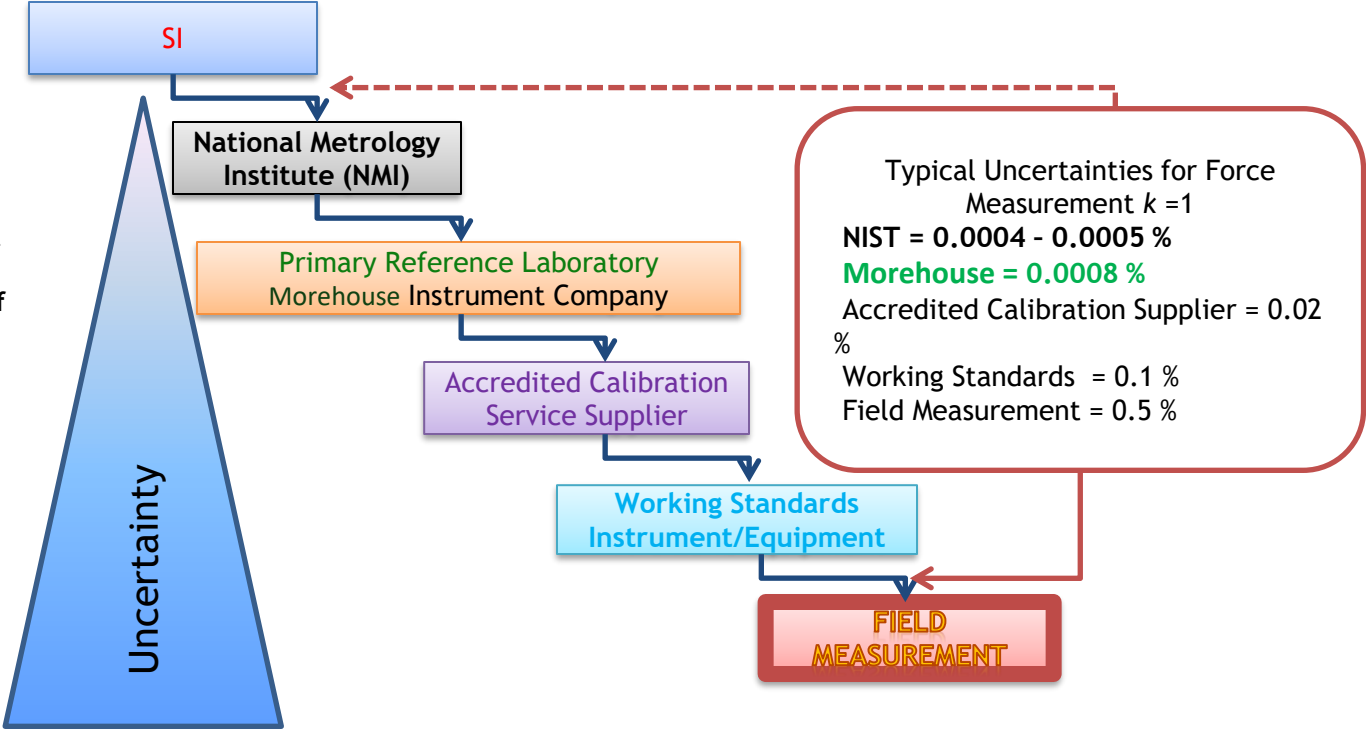 SI
National Metrology
Institute (NMI)
Primary Reference Laboratory
Morehouse Instrument Company
Accredited Calibration
Service Supplier
Working Standards
Instrument/Equipment
FIELD
MEASUREMENT
Uncertainty
f
Typical Uncertainties for Force
Measurement k =1
NIST = 0.0004 – 0.0005 %
Morehouse = 0.0008 %
Accredited Calibration Supplier = 0.02
%
Working Standards = 0.1 %
Field Measurement = 0.5 %